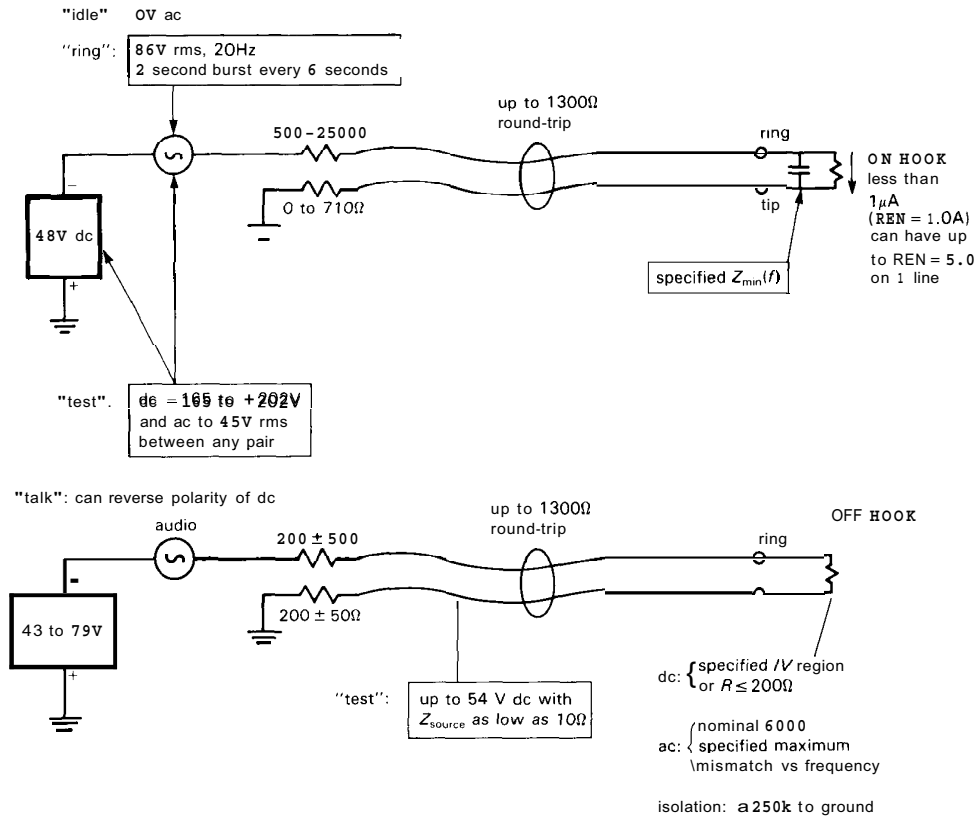 "idle" 0V ac
"ring": 86V rms, 20Hz
2 second burst every 6 seconds
up to 1300Ω
round-trip
500-25000
ring
0 to 710Ω
tip
ON HOOK
less than
1μA
(REN = 1.0A)
can have up
to REN = 5.0
on 1 line
–
48V dc
+
specified Zmin(f)
"test". dc = 165 to + 202V
and ac to 45V rms
between any pair
"talk": can reverse polarity of dc
audio
up to 1300Ω
round-trip
OFF HOOK
200 ± 500
ring
200 ± 50Ω
-
43 to 79V
+
"test": up to 54 V dc with
Zsource as low as 10Ω
dc: { specified IV region
or R ≤ 200Ω
nominal 6000
ac: { specified maximum
\mismatch vs frequency
isolation: a250k to ground